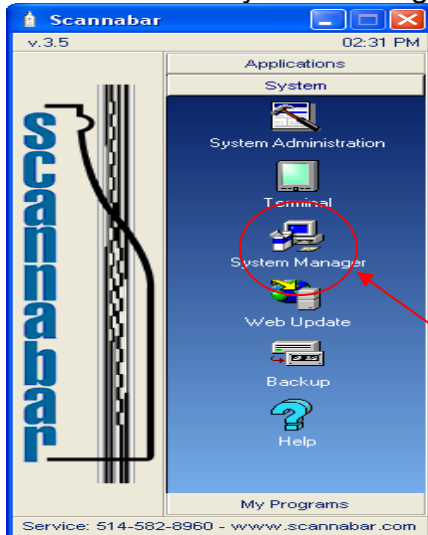 Scannabar
v.3.5
02:31 PM
Applications
System
System Administration
Terminal
System Manager
Web Update
Backup
Help
My Programs
scannabar
Service: 514-582-8960 - www.scannabar.com